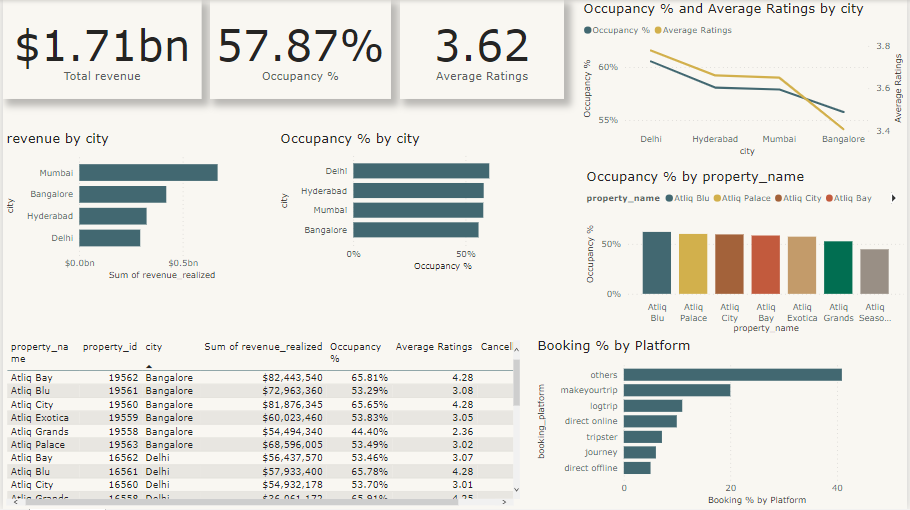 $1.71bn
Total revenue
57.87%
Occupancy %
3.62
Average Ratings
Occupancy % and Average Ratings by city
Occupancy % Average Ratings
Occupancy %
60%
55%
3.8
3.6
3.4
Average Ratings
Delhi Hyderabad Mumbai Bangalore
city
revenue by city
city
Mumbai
Bangalore
Hyderabad
Delhi
$0.0bn $0.5bn
Sum of revenue_realized
Occupancy % by city
city
Delhi
Hyderabad
Mumbai
Bangalore
0% 50%
Occupancy %
Occupancy % by property_name
property_name Atliq Blu Atliq Palace Atliq City Atliq Bay
Occupancy %
50%
0%
Atliq Blu
Atliq Palace
Atliq City
Atliq Bay
Atliq Exotica
Atliq Grands
Atliq Seaso...
property_name
property_name property_id city Sum of revenue_realized Occupancy % Average Ratings Cancel
Atliq Bay 19562 Bangalore $82,443,540 65.81% 4.28
Atliq Blu 19561 Bangalore $72,963,360 53.29% 3.08
Atliq City 19560 Bangalore $81,876,345 65.65% 4.28
Atliq Exotica 19559 Bangalore $60,023,460 53.83% 3.05
Atliq Grands 19558 Bangalore $54,494,340 44.40% 2.36
Atliq Palace 19563 Bangalore $68,596,005 53.49% 3.02
Atliq Bay 16562 Delhi $56,437,570 53.46% 3.07
Atliq Blu 16561 Delhi $57,933,400 65.78% 4.28
Atliq City 16560 Delhi $54,932,178 53.70% 3.01
Atliq Grands 16558 Delhi $36,061,172 65.91% 4.25
Booking % by Platform
booking_platform
others
makeyourtrip
logtrip
direct online
tripster
journey
direct offline
0 20 40
Booking % by Platform